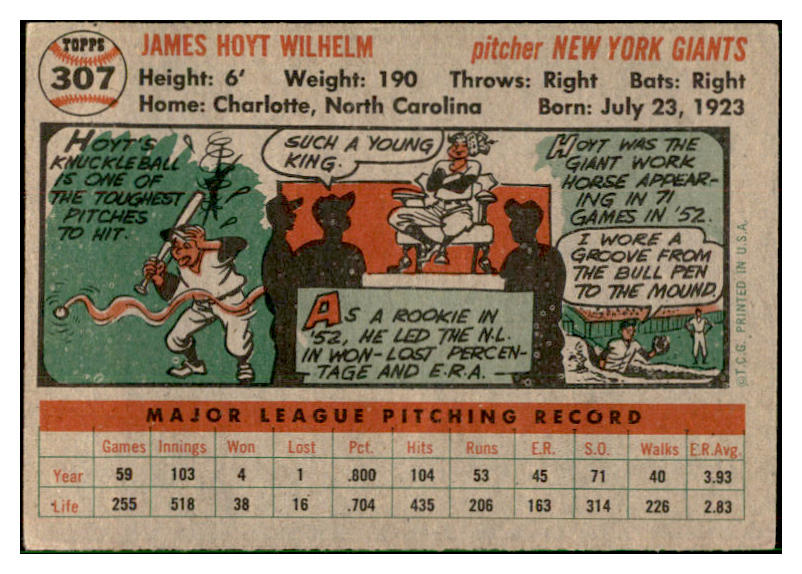 TOPPS
307
JAMES HOYT WILHELM
pitcher NEW YORK GIANTS
Height: 6' Weight: 190 Throws: Right Bats: Right
Home: Charlotte, North Carolina Born: July 23, 1923
HOYT'S
KNUCKLEBALL
IS ONE OF
THE TOUGHEST
PITCHES
TO HIT.
SUCH A YOUNG
KING.
AS A ROOKIE IN
'52, HE LED THE N.L.
IN WON-LOST PERCEN-
TAGE AND E.R.A.
HOYT WAS THE
GIANT WORK
HORSE APPEAR-
ING IN 71
GAMES IN '52.
I WORE A
GROOVE FROM
THE BULL PEN
TO THE MOUND.
©T.C.G. PRINTED IN U.S.A.
MAJOR LEAGUE PITCHING RECORD
Games Innings Won Lost Pct. Hits Runs E.R. S.O. Walks E.R.Avg.
Year 59 103 4 1 .800 104 53 45 71 40 3.93
Life 255 518 38 16 .704 435 206 163 314 226 2.83